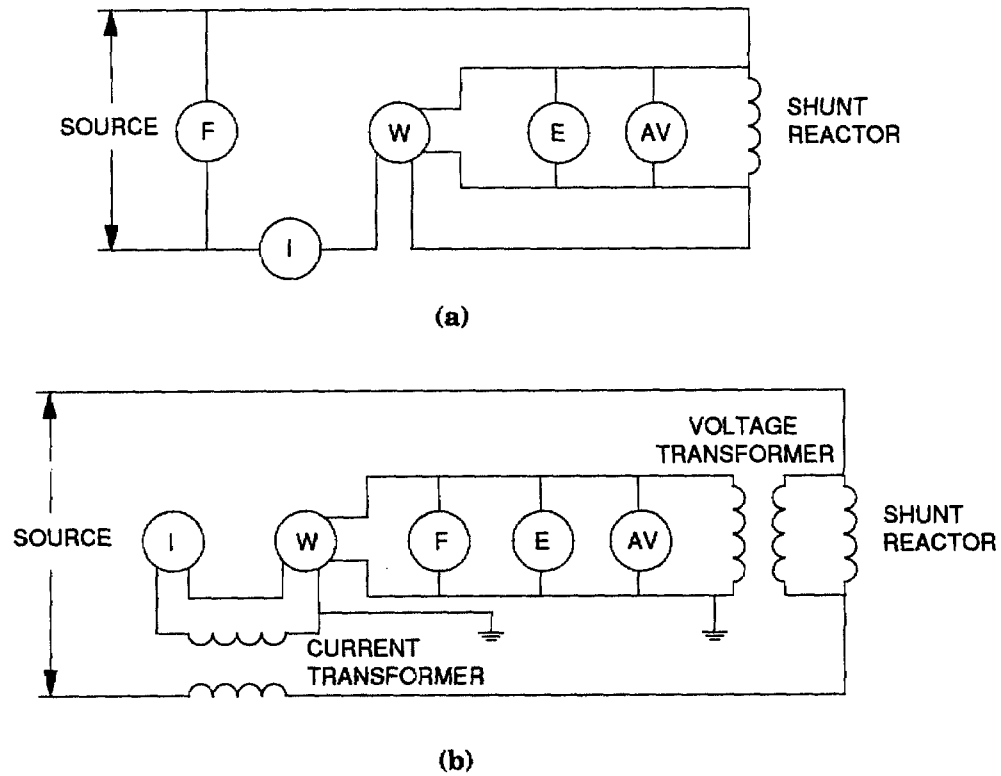 SOURCE
F
W
E
AV
SHUNT
REACTOR
I
(a)
VOLTAGE
TRANSFORMER
SOURCE
I
W
F
E
AV
SHUNT
REACTOR
CURRENT
TRANSFORMER
(b)